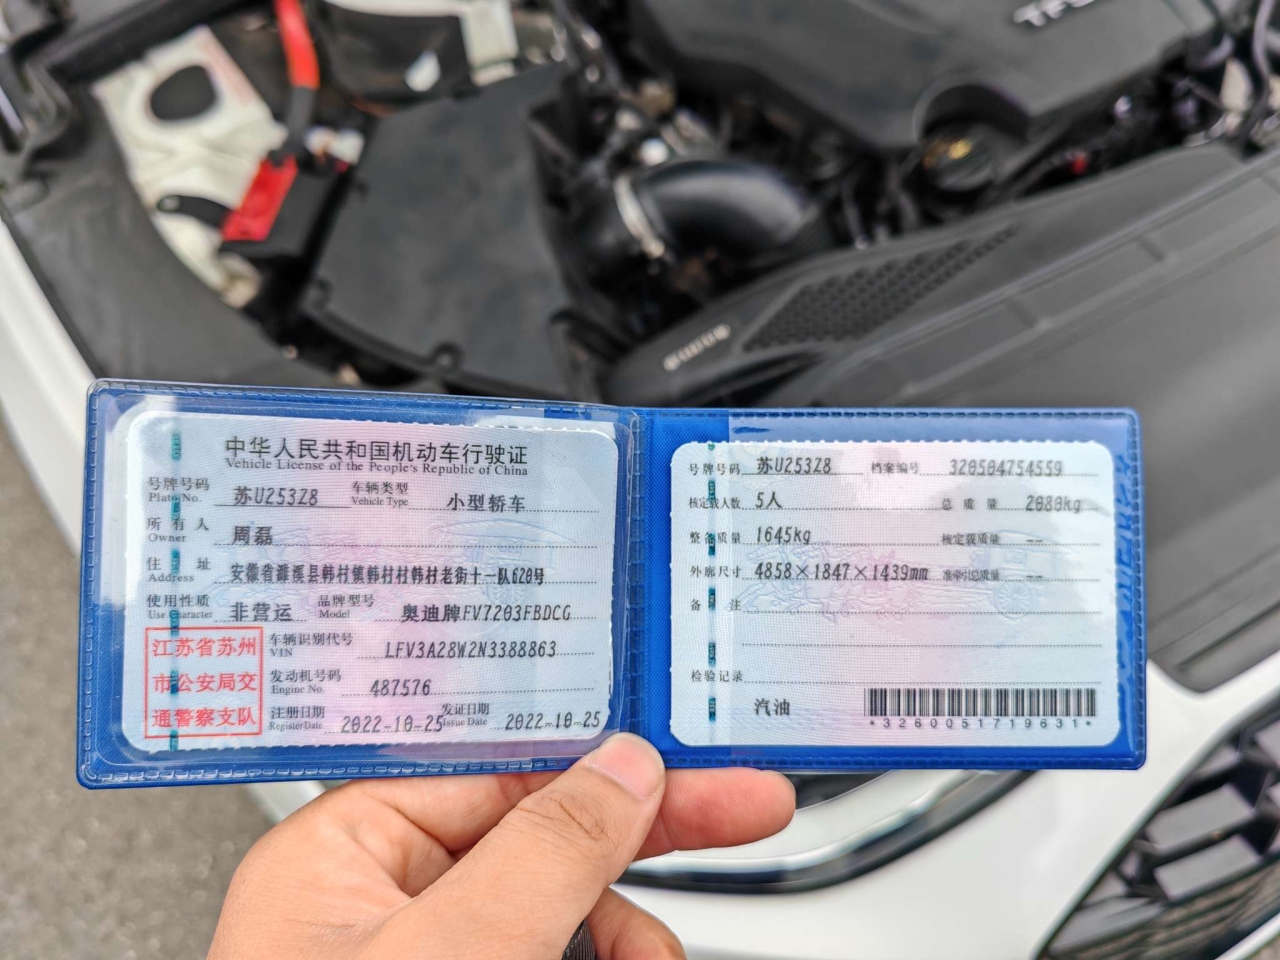 中华人民共和国机动车行驶证
Vehicle License of the People's Republic of China
号牌号码 Plate No. 苏U253Z8 车辆类型 Vehicle Type 小型轿车
所有人 Owner 周磊
住址 Address 安徽省濉溪县韩村镇韩村村韩村老街十一队620号
使用性质 Use Character 非营运 品牌型号 Model 奥迪牌FV7203FBDCG
江苏省苏州
市公安局交
通警察支队
车辆识别代号 VIN LFV3A28W2N3388863
发动机号码 Engine No. 487576
注册日期 Register Date 2022-10-25 发证日期 Issue Date 2022-10-25
号牌号码 苏U253Z8 档案编号 320504754559
核定载人数 5人 总质量 2080kg
整备质量 1645kg 核定载质量 --
外廓尺寸 4858×1847×1439mm 准牵引总质量 --
备注
检验记录
汽油
*3260051719631*